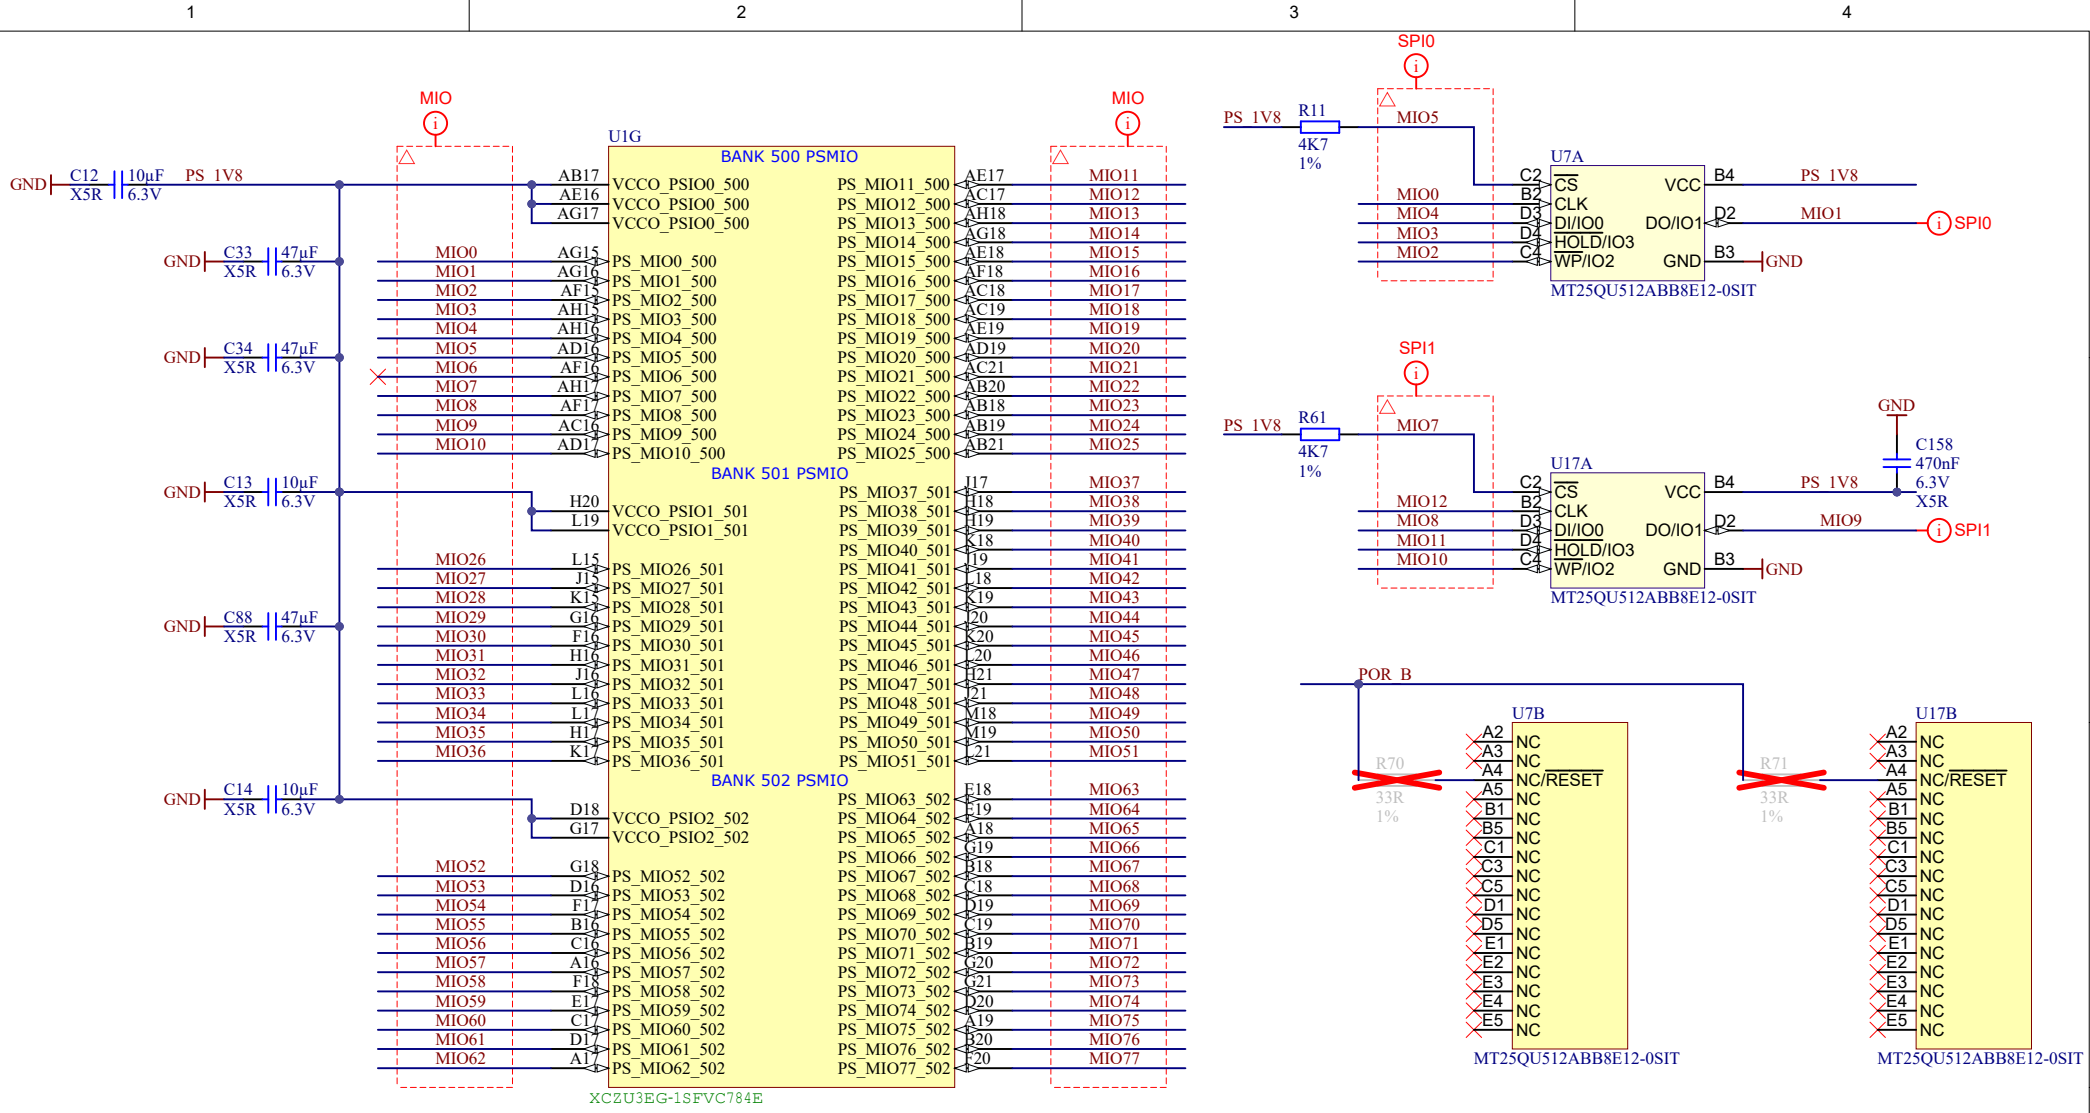 1
2
3
4
MIO
MIO
U1G
BANK 500 PSMIO
GND
C12
10µF
X5R
6.3V
PS_1V8
AB17
VCCO_PSIO0_500
AE16
VCCO_PSIO0_500
AG17
VCCO_PSIO0_500
GND
C33
47µF
X5R
6.3V
MIO0 AG15 PS_MIO0_500
MIO1 AG16 PS_MIO1_500
MIO2 AF15 PS_MIO2_500
MIO3 AH15 PS_MIO3_500
MIO4 AH16 PS_MIO4_500
MIO5 AD16 PS_MIO5_500
MIO6 AF16 PS_MIO6_500
MIO7 AH17 PS_MIO7_500
MIO8 AF17 PS_MIO8_500
MIO9 AC16 PS_MIO9_500
MIO10 AD17 PS_MIO10_500
GND
C34
47µF
X5R
6.3V
PS_MIO11_500 AE17 MIO11
PS_MIO12_500 AC17 MIO12
PS_MIO13_500 AH18 MIO13
PS_MIO14_500 AG18 MIO14
PS_MIO15_500 AE18 MIO15
PS_MIO16_500 AF18 MIO16
PS_MIO17_500 AC18 MIO17
PS_MIO18_500 AC19 MIO18
PS_MIO19_500 AE19 MIO19
PS_MIO20_500 AD19 MIO20
PS_MIO21_500 AC21 MIO21
PS_MIO22_500 AB20 MIO22
PS_MIO23_500 AB18 MIO23
PS_MIO24_500 AB19 MIO24
PS_MIO25_500 AB21 MIO25
BANK 501 PSMIO
GND
C13
10µF
X5R
6.3V
H20
VCCO_PSIO1_501
L19
VCCO_PSIO1_501
MIO26 L15 PS_MIO26_501
MIO27 J15 PS_MIO27_501
MIO28 K15 PS_MIO28_501
MIO29 G16 PS_MIO29_501
MIO30 F16 PS_MIO30_501
MIO31 H16 PS_MIO31_501
MIO32 J16 PS_MIO32_501
MIO33 L16 PS_MIO33_501
MIO34 L17 PS_MIO34_501
MIO35 H17 PS_MIO35_501
MIO36 K17 PS_MIO36_501
GND
C88
47µF
X5R
6.3V
PS_MIO37_501 J17 MIO37
PS_MIO38_501 H18 MIO38
PS_MIO39_501 H19 MIO39
PS_MIO40_501 K18 MIO40
PS_MIO41_501 J19 MIO41
PS_MIO42_501 L18 MIO42
PS_MIO43_501 K19 MIO43
PS_MIO44_501 J20 MIO44
PS_MIO45_501 K20 MIO45
PS_MIO46_501 L20 MIO46
PS_MIO47_501 H21 MIO47
PS_MIO48_501 J21 MIO48
PS_MIO49_501 M18 MIO49
PS_MIO50_501 M19 MIO50
PS_MIO51_501 L21 MIO51
BANK 502 PSMIO
GND
C14
10µF
X5R
6.3V
D18
VCCO_PSIO2_502
G17
VCCO_PSIO2_502
MIO52 G18 PS_MIO52_502
MIO53 D16 PS_MIO53_502
MIO54 F17 PS_MIO54_502
MIO55 B16 PS_MIO55_502
MIO56 C16 PS_MIO56_502
MIO57 A16 PS_MIO57_502
MIO58 F18 PS_MIO58_502
MIO59 E17 PS_MIO59_502
MIO60 C17 PS_MIO60_502
MIO61 D17 PS_MIO61_502
MIO62 A17 PS_MIO62_502
PS_MIO63_502 E18 MIO63
PS_MIO64_502 E19 MIO64
PS_MIO65_502 A18 MIO65
PS_MIO66_502 G19 MIO66
PS_MIO67_502 B18 MIO67
PS_MIO68_502 C18 MIO68
PS_MIO69_502 D19 MIO69
PS_MIO70_502 C19 MIO70
PS_MIO71_502 B19 MIO71
PS_MIO72_502 G20 MIO72
PS_MIO73_502 G21 MIO73
PS_MIO74_502 D20 MIO74
PS_MIO75_502 A19 MIO75
PS_MIO76_502 B20 MIO76
PS_MIO77_502 F20 MIO77
XCZU3EG-1SFVC784E
SPI0
PS_1V8
R11
4K7
1%
MIO5
U7A
C2 CS
MIO0 B2 CLK
MIO4 D3 DI/IO0
MIO3 D4 HOLD/IO3
MIO2 C4 WP/IO2
VCC B4 PS_1V8
DO/IO1 D2 MIO1 SPI0
GND B3 GND
MT25QU512ABB8E12-0SIT
SPI1
PS_1V8
R61
4K7
1%
MIO7
U17A
C2 CS
MIO12 B2 CLK
MIO8 D3 DI/IO0
MIO11 D4 HOLD/IO3
MIO10 C4 WP/IO2
VCC B4 PS_1V8
DO/IO1 D2 MIO9 SPI1
GND B3 GND
GND
C158
470nF
6.3V
X5R
MT25QU512ABB8E12-0SIT
POR_B
R70
33R
1%
U7B
A2 NC
A3 NC
A4 NC/RESET
A5 NC
B1 NC
B5 NC
C1 NC
C3 NC
C5 NC
D1 NC
D5 NC
E1 NC
E2 NC
E3 NC
E4 NC
E5 NC
MT25QU512ABB8E12-0SIT
R71
33R
1%
U17B
A2 NC
A3 NC
A4 NC/RESET
A5 NC
B1 NC
B5 NC
C1 NC
C3 NC
C5 NC
D1 NC
D5 NC
E1 NC
E2 NC
E3 NC
E4 NC
E5 NC
MT25QU512ABB8E12-0SIT